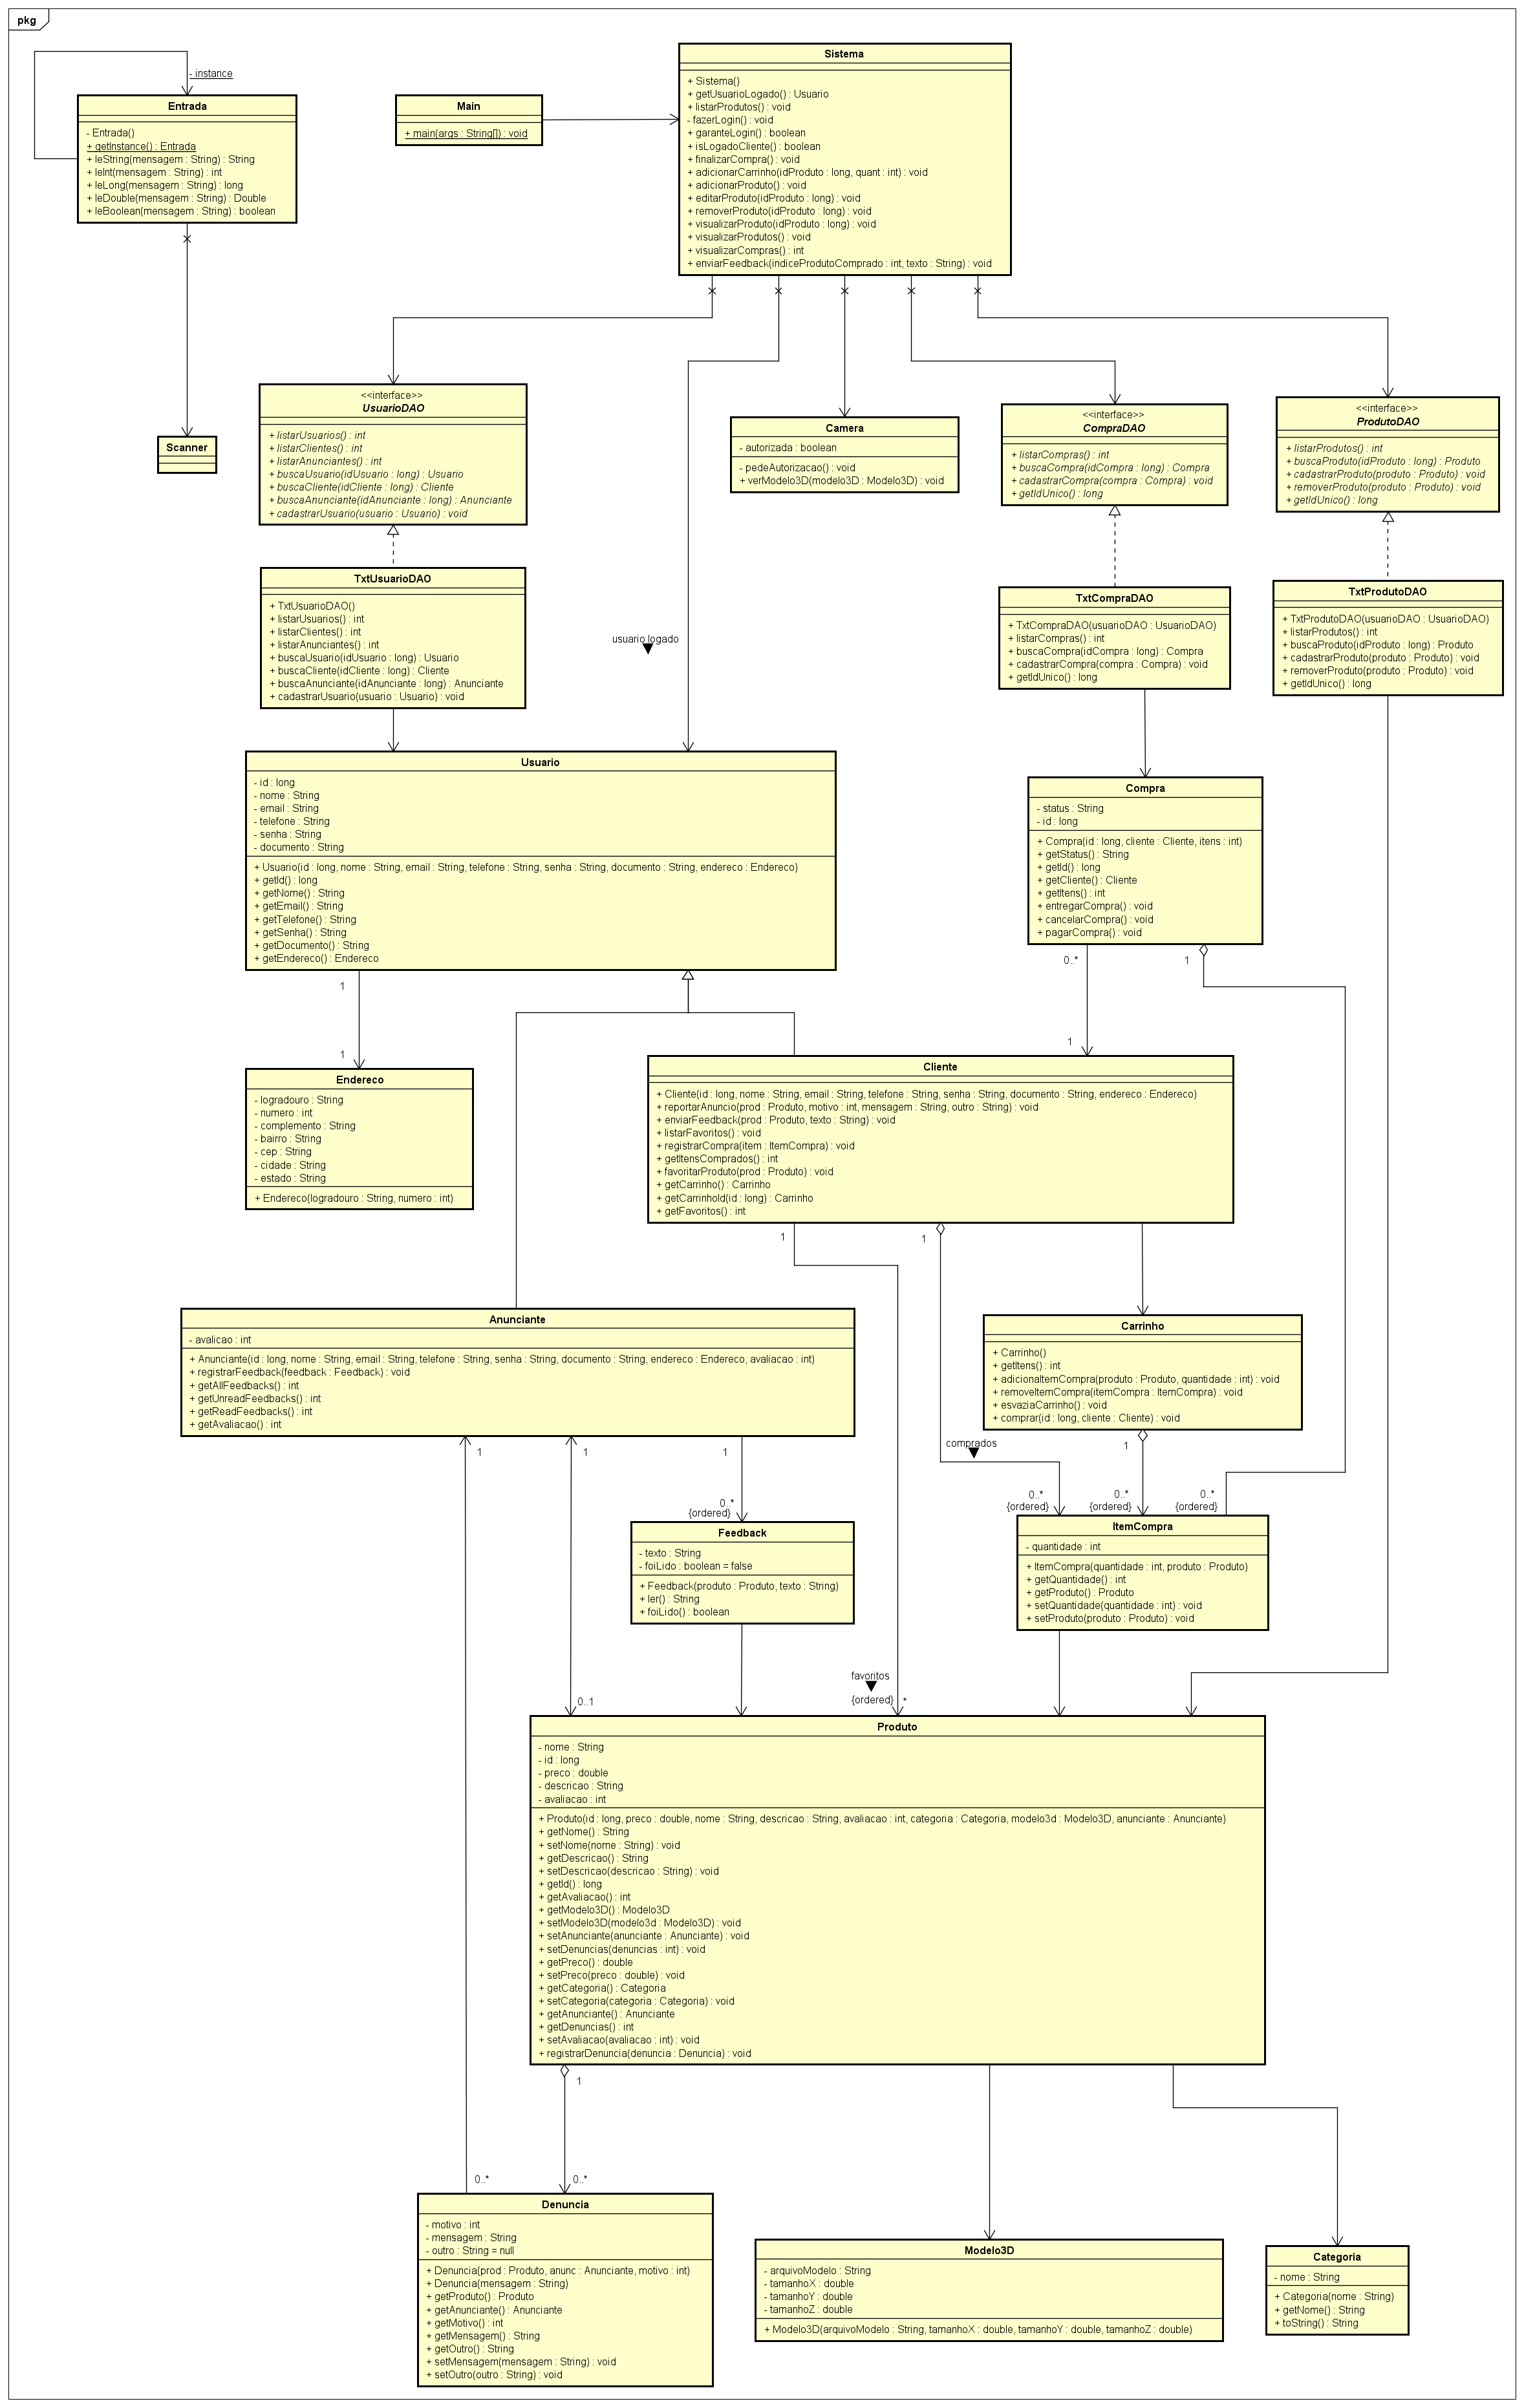 pkg
- instance
Entrada
- Entrada()
+ getInstance() : Entrada
+ leString(mensagem : String) : String
+ leInt(mensagem : String) : int
+ leLong(mensagem : String) : long
+ leDouble(mensagem : String) : Double
+ leBoolean(mensagem : String) : boolean
Main
+ main(args : String[]) : void
Sistema
+ Sistema()
+ getUsuarioLogado() : Usuario
+ listarProdutos() : void
- fazerLogin() : void
+ garanteLogin() : boolean
+ isLogadoCliente() : boolean
+ finalizarCompra() : void
+ adicionarCarrinho(idProduto : long, quant : int) : void
+ adicionarProduto() : void
+ editarProduto(idProduto : long) : void
+ removerProduto(idProduto : long) : void
+ visualizarProduto(idProduto : long) : void
+ visualizarProdutos() : void
+ visualizarCompras() : int
+ enviarFeedback(indiceProdutoComprado : int, texto : String) : void
Scanner
<<interface>>
UsuarioDAO
+ listarUsuarios() : int
+ listarClientes() : int
+ listarAnunciantes() : int
+ buscaUsuario(idUsuario : long) : Usuario
+ buscaCliente(idCliente : long) : Cliente
+ buscaAnunciante(idAnunciante : long) : Anunciante
+ cadastrarUsuario(usuario : Usuario) : void
Camera
- autorizada : boolean
- pedeAutorizacao() : void
+ verModelo3D(modelo3D : Modelo3D) : void
<<interface>>
CompraDAO
+ listarCompras() : int
+ buscaCompra(idCompra : long) : Compra
+ cadastrarCompra(compra : Compra) : void
+ getIdUnico() : long
<<interface>>
ProdutoDAO
+ listarProdutos() : int
+ buscaProduto(idProduto : long) : Produto
+ cadastrarProduto(produto : Produto) : void
+ removerProduto(produto : Produto) : void
+ getIdUnico() : long
TxtUsuarioDAO
+ TxtUsuarioDAO()
+ listarUsuarios() : int
+ listarClientes() : int
+ listarAnunciantes() : int
+ buscaUsuario(idUsuario : long) : Usuario
+ buscaCliente(idCliente : long) : Cliente
+ buscaAnunciante(idAnunciante : long) : Anunciante
+ cadastrarUsuario(usuario : Usuario) : void
usuario logado
TxtCompraDAO
+ TxtCompraDAO(usuarioDAO : UsuarioDAO)
+ listarCompras() : int
+ buscaCompra(idCompra : long) : Compra
+ cadastrarCompra(compra : Compra) : void
+ getIdUnico() : long
TxtProdutoDAO
+ TxtProdutoDAO(usuarioDAO : UsuarioDAO)
+ listarProdutos() : int
+ buscaProduto(idProduto : long) : Produto
+ cadastrarProduto(produto : Produto) : void
+ removerProduto(produto : Produto) : void
+ getIdUnico() : long
Usuario
- id : long
- nome : String
- email : String
- telefone : String
- senha : String
- documento : String
+ Usuario(id : long, nome : String, email : String, telefone : String, senha : String, documento : String, endereco : Endereco)
+ getId() : long
+ getNome() : String
+ getEmail() : String
+ getTelefone() : String
+ getSenha() : String
+ getDocumento() : String
+ getEndereco() : Endereco
Compra
- status : String
- id : long
+ Compra(id : long, cliente : Cliente, itens : int)
+ getStatus() : String
+ getId() : long
+ getCliente() : Cliente
+ getItens() : int
+ entregarCompra() : void
+ cancelarCompra() : void
+ pagarCompra() : void
1
1
0..*
1
1
Endereco
- logradouro : String
- numero : int
- complemento : String
- bairro : String
- cep : String
- cidade : String
- estado : String
+ Endereco(logradouro : String, numero : int)
Cliente
+ Cliente(id : long, nome : String, email : String, telefone : String, senha : String, documento : String, endereco : Endereco)
+ reportarAnuncio(prod : Produto, motivo : int, mensagem : String, outro : String) : void
+ enviarFeedback(prod : Produto, texto : String) : void
+ listarFavoritos() : void
+ registrarCompra(item : ItemCompra) : void
+ getItensComprados() : int
+ favoritarProduto(prod : Produto) : void
+ getCarrinho() : Carrinho
+ getCarrinhoId(id : long) : Carrinho
+ getFavoritos() : int
1
1
Anunciante
- avalicao : int
+ Anunciante(id : long, nome : String, email : String, telefone : String, senha : String, documento : String, endereco : Endereco, avaliacao : int)
+ registrarFeedback(feedback : Feedback) : void
+ getAllFeedbacks() : int
+ getUnreadFeedbacks() : int
+ getReadFeedbacks() : int
+ getAvaliacao() : int
Carrinho
+ Carrinho()
+ getItens() : int
+ adicionaItemCompra(produto : Produto, quantidade : int) : void
+ removeItemCompra(itemCompra : ItemCompra) : void
+ esvaziaCarrinho() : void
+ comprar(id : long, cliente : Cliente) : void
1
1
1
comprados
1
0..*
{ordered}
0..*
{ordered}
0..*
{ordered}
0..*
{ordered}
Feedback
- texto : String
- foiLido : boolean = false
+ Feedback(produto : Produto, texto : String)
+ ler() : String
+ foiLido() : boolean
ItemCompra
- quantidade : int
+ ItemCompra(quantidade : int, produto : Produto)
+ getQuantidade() : int
+ getProduto() : Produto
+ setQuantidade(quantidade : int) : void
+ setProduto(produto : Produto) : void
0..1
favoritos
{ordered}
*
Produto
- nome : String
- id : long
- preco : double
- descricao : String
- avaliacao : int
+ Produto(id : long, preco : double, nome : String, descricao : String, avaliacao : int, categoria : Categoria, modelo3d : Modelo3D, anunciante : Anunciante)
+ getNome() : String
+ setNome(nome : String) : void
+ getDescricao() : String
+ setDescricao(descricao : String) : void
+ getId() : long
+ getAvaliacao() : int
+ getModelo3D() : Modelo3D
+ setModelo3D(modelo3d : Modelo3D) : void
+ setAnunciante(anunciante : Anunciante) : void
+ setDenuncias(denuncias : int) : void
+ getPreco() : double
+ setPreco(preco : double) : void
+ getCategoria() : Categoria
+ setCategoria(categoria : Categoria) : void
+ getAnunciante() : Anunciante
+ getDenuncias() : int
+ setAvaliacao(avaliacao : int) : void
+ registrarDenuncia(denuncia : Denuncia) : void
1
0..*
0..*
Denuncia
- motivo : int
- mensagem : String
- outro : String = null
+ Denuncia(prod : Produto, anunc : Anunciante, motivo : int)
+ Denuncia(mensagem : String)
+ getProduto() : Produto
+ getAnunciante() : Anunciante
+ getMotivo() : int
+ getMensagem() : String
+ getOutro() : String
+ setMensagem(mensagem : String) : void
+ setOutro(outro : String) : void
Modelo3D
- arquivoModelo : String
- tamanhoX : double
- tamanhoY : double
- tamanhoZ : double
+ Modelo3D(arquivoModelo : String, tamanhoX : double, tamanhoY : double, tamanhoZ : double)
Categoria
- nome : String
+ Categoria(nome : String)
+ getNome() : String
+ toString() : String